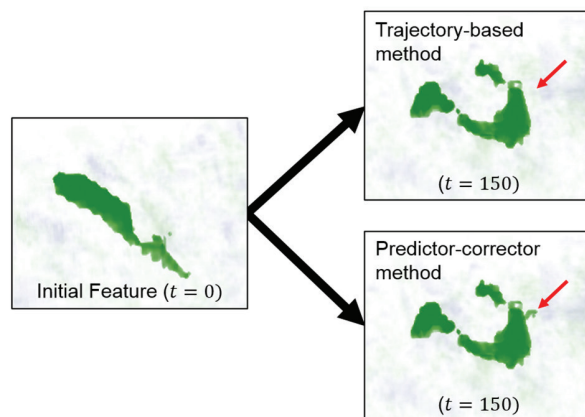 Trajectory-based
method
(t = 150)
Initial Feature (t = 0)
Predictor-corrector
method
(t = 150)